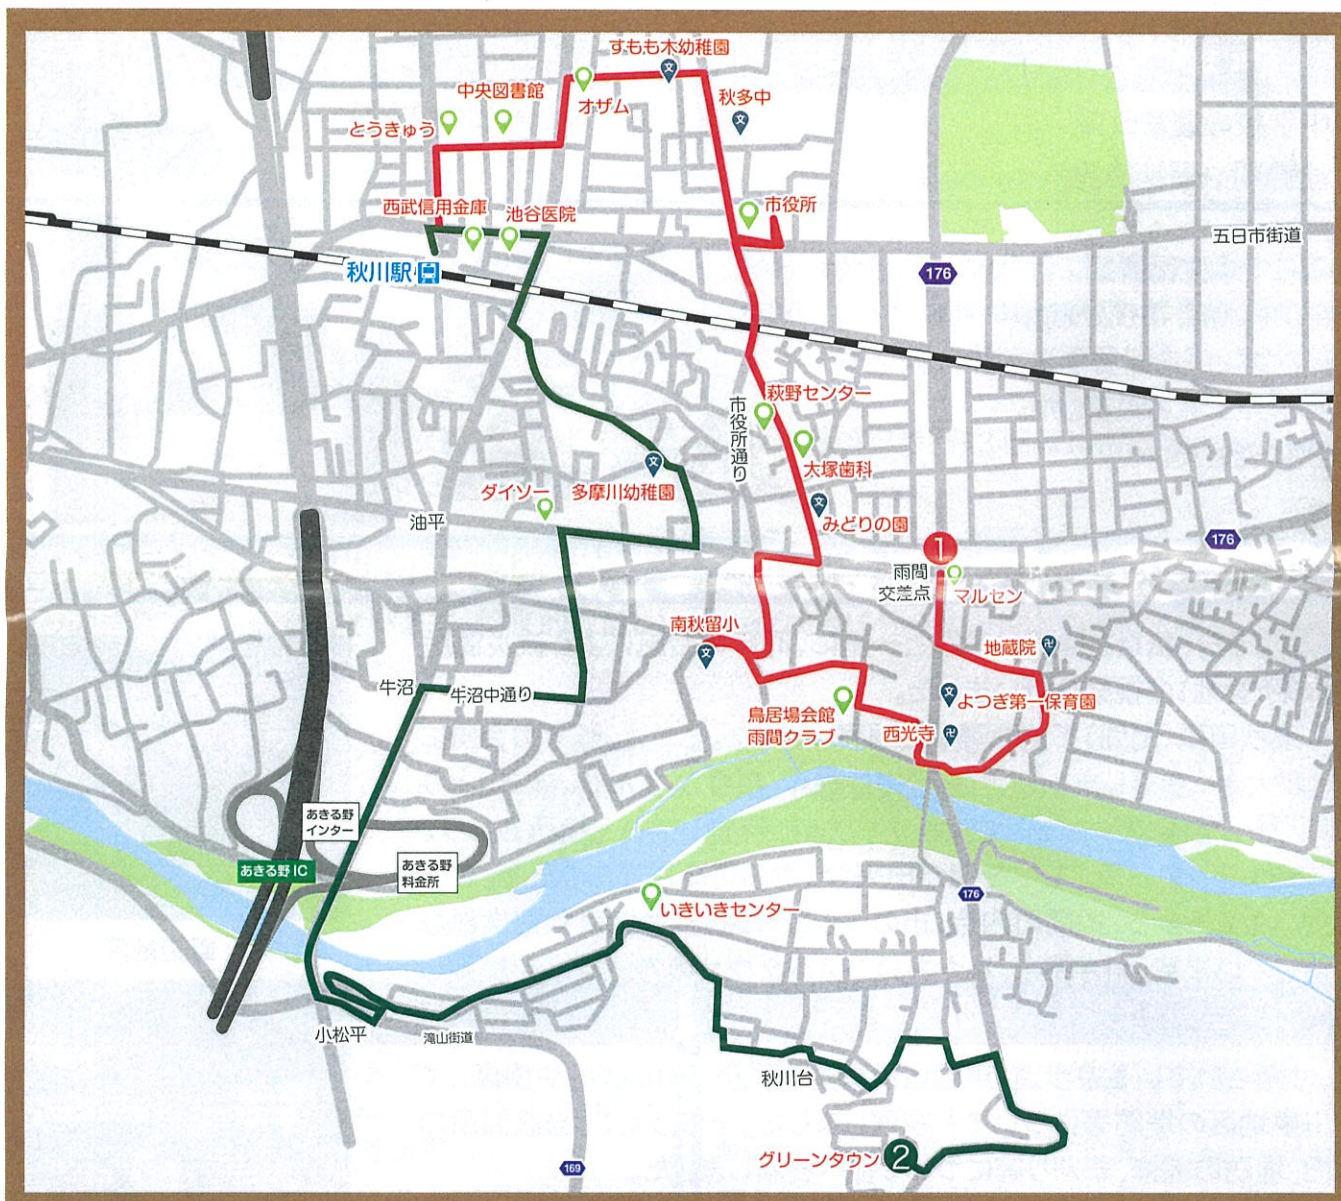 すもも木幼稚園
中央図書館
オザム
秋多中
とうきゅう
西武信用金庫
池谷医院
市役所
五日市街道
秋川駅
176
萩野センター
市役所通り
大塚歯科
ダイソー
多摩川幼稚園
みどりの園
油平
1
176
雨間
交差点
マルセン
南秋留小
地蔵院
牛沼
牛沼中通り
よつぎ第一保育園
鳥居場会館
雨間クラブ
西光寺
あきる野
インター
あきる野IC
あきる野
料金所
176
いきいきセンター
小松平
滝山街道
秋川台
グリーンタウン
2
169
文
文
文
文
文
文
卍
卍